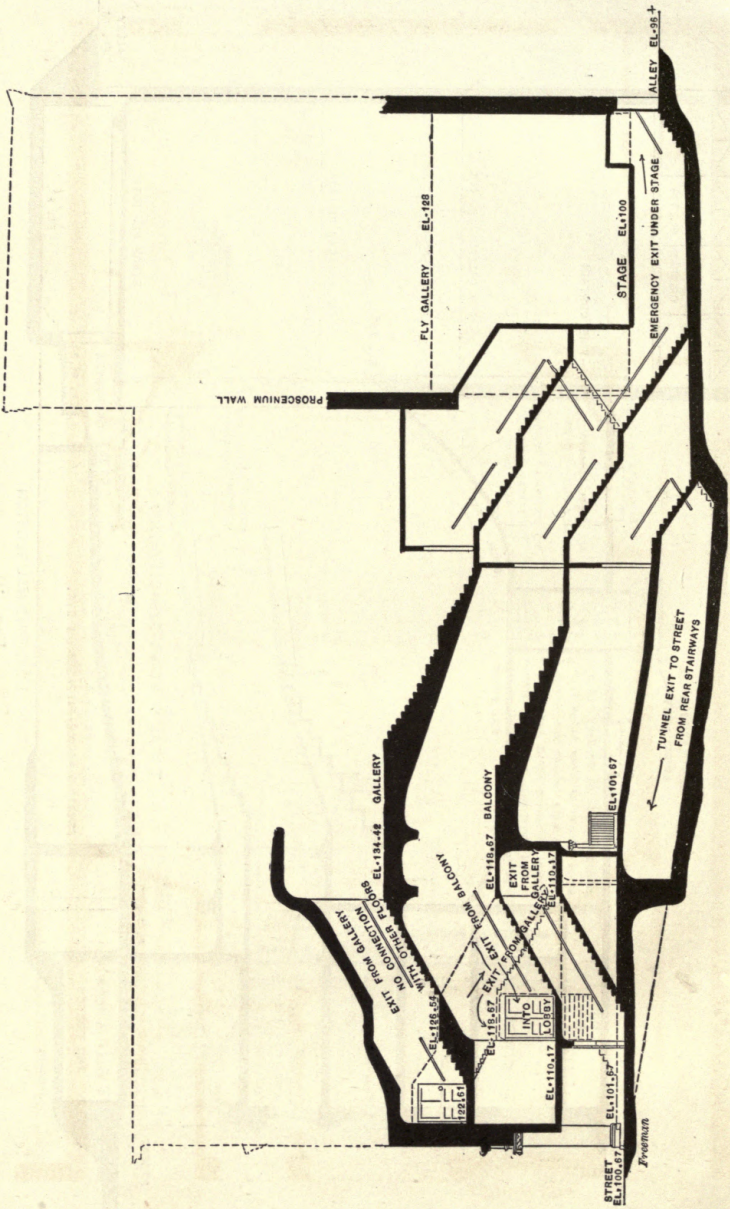 ALLEY EL-96+
FLY GALLERY EL-128
STAGE EL+100
EMERGENCY EXIT UNDER STAGE
PROSCENIUM WALL
TUNNEL EXIT TO STREET
FROM REAR STAIRWAYS
EL-134.42 GALLERY
EL+118.67 BALCONY
EL+101.67
EXIT FROM GALLERY
NO CONNECTION
WITH OTHER FLOORS
EXIT FROM BALCONY
EXIT FROM GALLERY
EXIT
FROM
GALLERY
EL-110.17
EL-126.54
EL-118.67
INTO
LOBBY
122.61
EL+110.17
EL+101.67
STREET
EL.100.67
Freeman